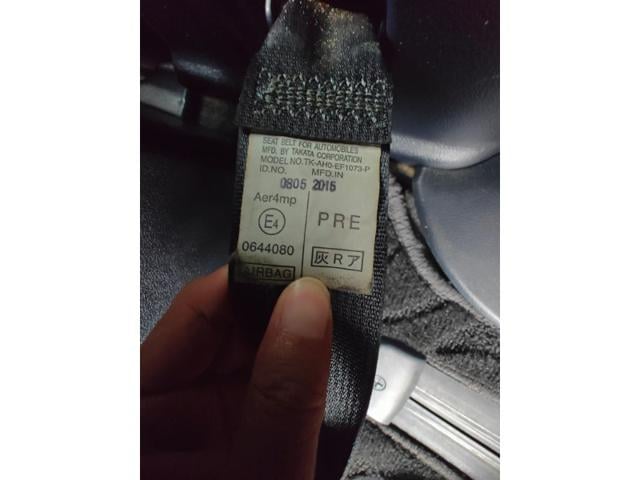 SEAT BELT FOR AUTOMOBILES
MFD. BY TAKATA CORPORATION
MODEL NO.TK-AH0-EF1073-P
ID.NO. MFD.IN
0805 2015
Aer4mp
E4
0644080
AIRBAG
PRE
灰 R ア